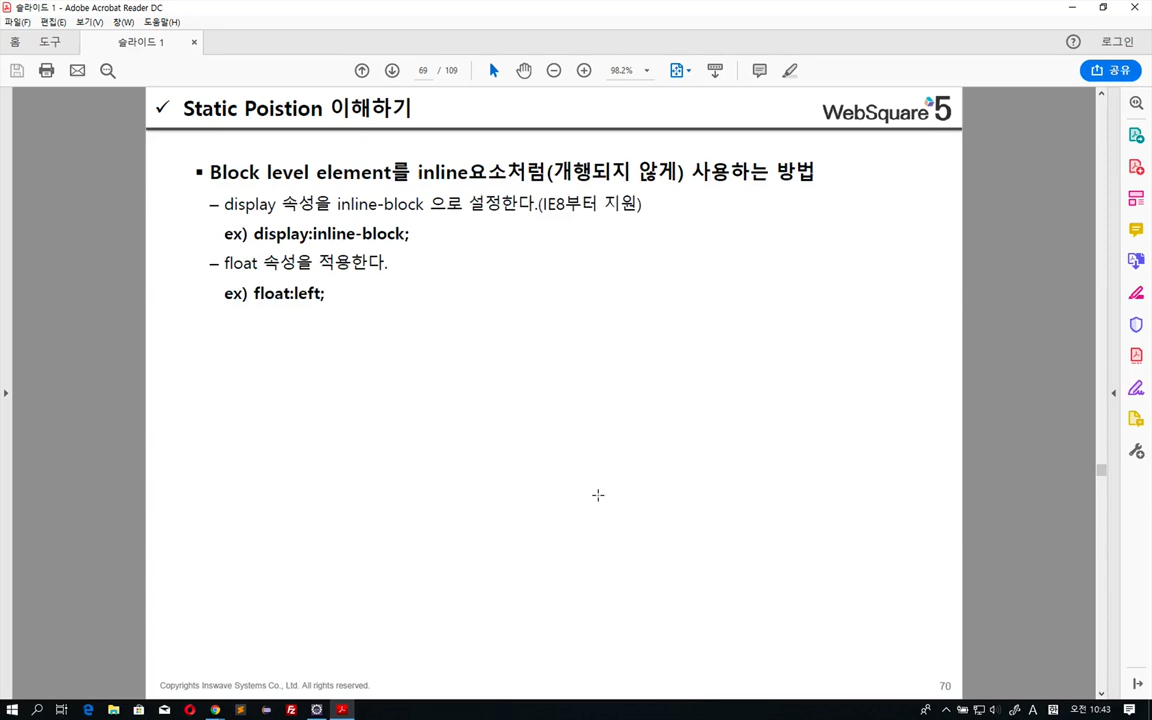 슬라이드 1 - Adobe Acrobat Reader DC
파일(F) 편집(E) 보기(V) 창(W) 도움말(H)
홈 도구 슬라이드 1 × 로그인
69 / 109 98.2% 공유
✓ Static Poistion 이해하기
WebSquare 5
▪ Block level element를 inline요소처럼(개행되지 않게) 사용하는 방법
– display 속성을 inline-block 으로 설정한다.(IE8부터 지원)
ex) display:inline-block;
– float 속성을 적용한다.
ex) float:left;
Copyrights Inswave Systems Co., Ltd. All rights reserved.
70
A 오전 10:43